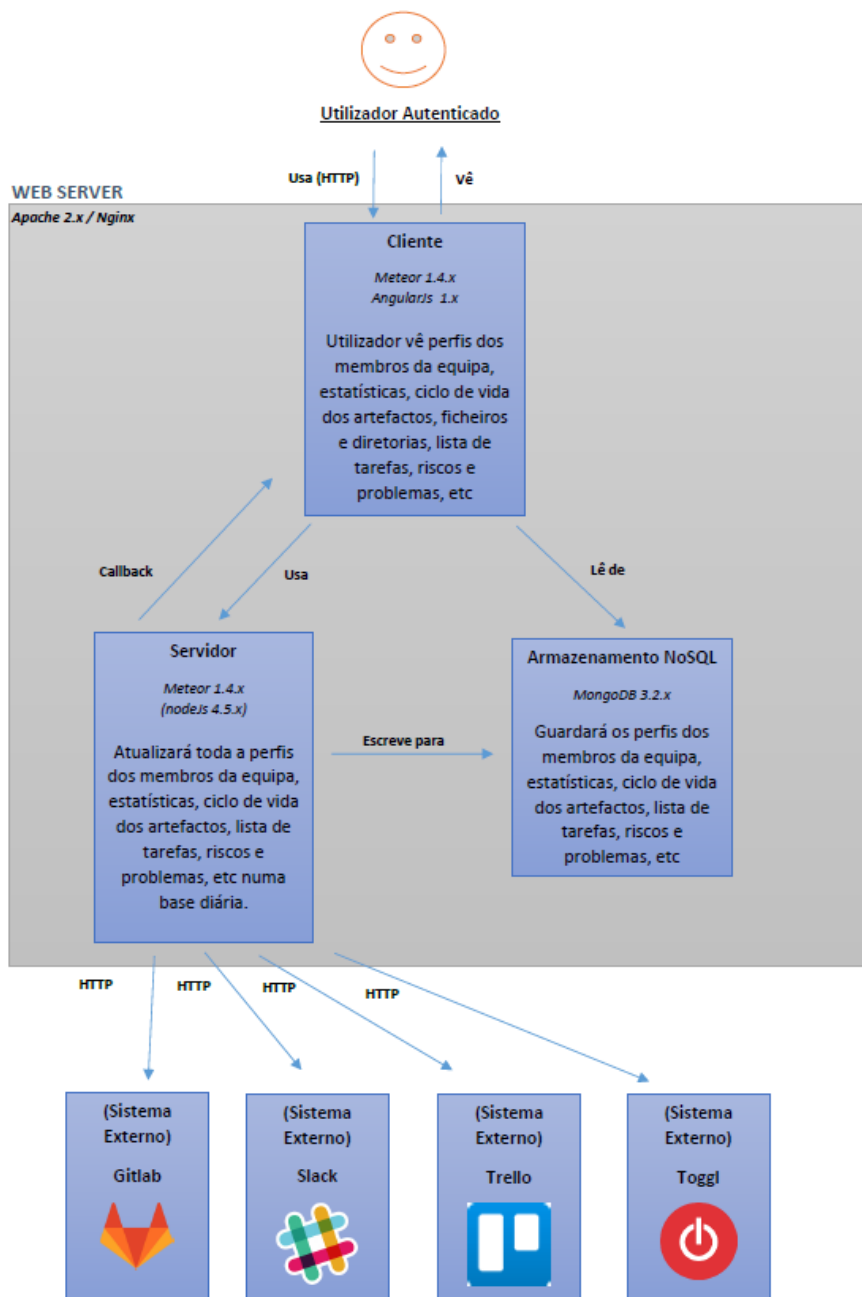 Utilizador Autenticado
Usa (HTTP)
Vê
WEB SERVER
Apache 2.x / Nginx
Cliente
Meteor 1.4.x
AngularJs 1.x
Utilizador vê perfis dos
membros da equipa,
estatísticas, ciclo de vida
dos artefactos, ficheiros
e diretorias, lista de
tarefas, riscos e
problemas, etc
Callback
Usa
Lê de
Servidor
Meteor 1.4.x
(nodeJs 4.5.x)
Atualizará toda a perfis
dos membros da equipa,
estatísticas, ciclo de vida
dos artefactos, lista de
tarefas, riscos e
problemas, etc numa
base diária.
Escreve para
Armazenamento NoSQL
MongoDB 3.2.x
Guardará os perfis dos
membros da equipa,
estatísticas, ciclo de vida
dos artefactos, lista de
tarefas, riscos e
problemas, etc
HTTP
HTTP
HTTP
HTTP
(Sistema
Externo)
Gitlab
(Sistema
Externo)
Slack
(Sistema
Externo)
Trello
(Sistema
Externo)
Toggl